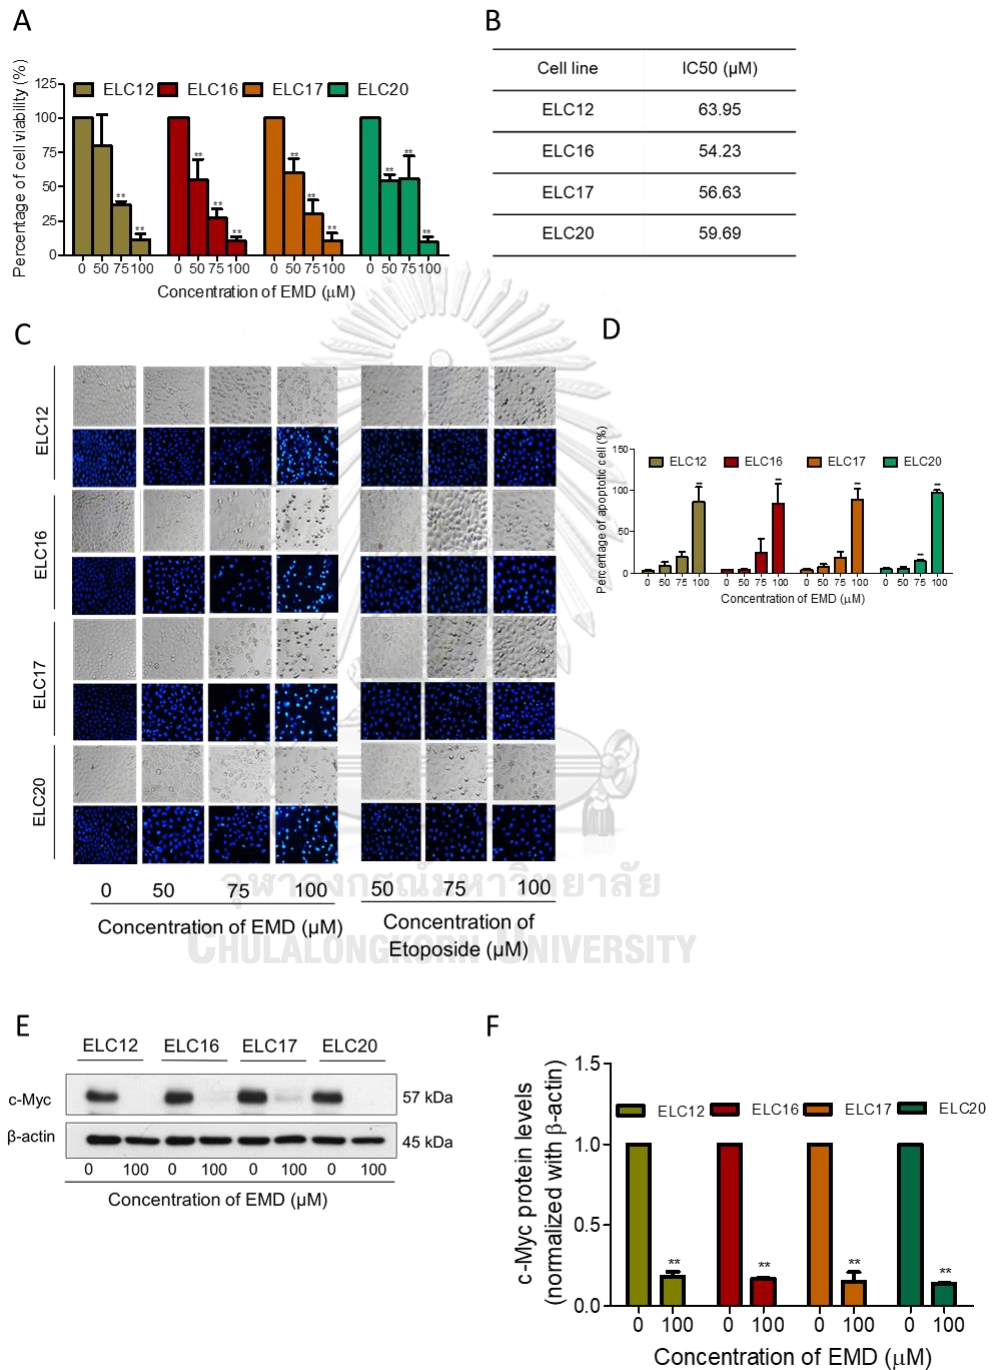 A
Percentage of cell viability (%)
125
100
75
50
25
0
ELC12 ELC16 ELC17 ELC20
** ** ** ** ** ** ** ** ** ** **
0 50 75 100 0 50 75 100 0 50 75 100 0 50 75 100
Concentration of EMD (μM)
B
Cell line IC50 (μM)
ELC12 63.95
ELC16 54.23
ELC17 56.63
ELC20 59.69
C
ELC12
ELC16
ELC17
ELC20
0 50 75 100
Concentration of EMD (μM)
50 75 100
Concentration of
Etoposide (μM)
D
Percentage of apoptotic cell (%)
150
100
50
0
ELC12 ELC16 ELC17 ELC20
0 50 75 100 0 50 75 100 0 50 75 100 0 50 75 100
Concentration of EMD (μM)
จุฬาลงกรณ์มหาวิทยาลัย
CHULALONGKORN UNIVERSITY
E
ELC12 ELC16 ELC17 ELC20
c-Myc 57 kDa
β-actin 45 kDa
0 100 0 100 0 100 0 100
Concentration of EMD (μM)
F
c-Myc protein levels
(normalized with β-actin)
1.5
1.0
0.5
0.0
ELC12 ELC16 ELC17 ELC20
** ** ** **
0 100 0 100 0 100 0 100
Concentration of EMD (μM)